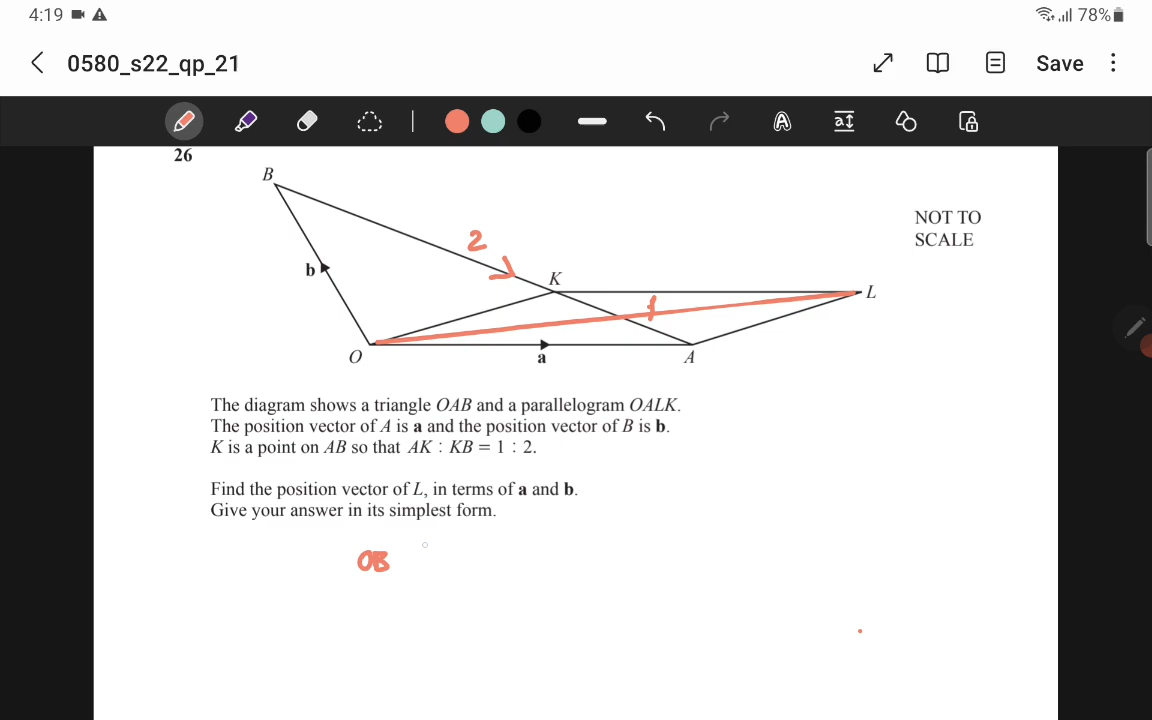 4:19 78%
0580_s22_qp_21 Save
26
B
NOT TO
SCALE
2
b
K
L
1
O
a
A
The diagram shows a triangle OAB and a parallelogram OALK.
The position vector of A is a and the position vector of B is b.
K is a point on AB so that AK : KB = 1 : 2.
Find the position vector of L, in terms of a and b.
Give your answer in its simplest form.
OB